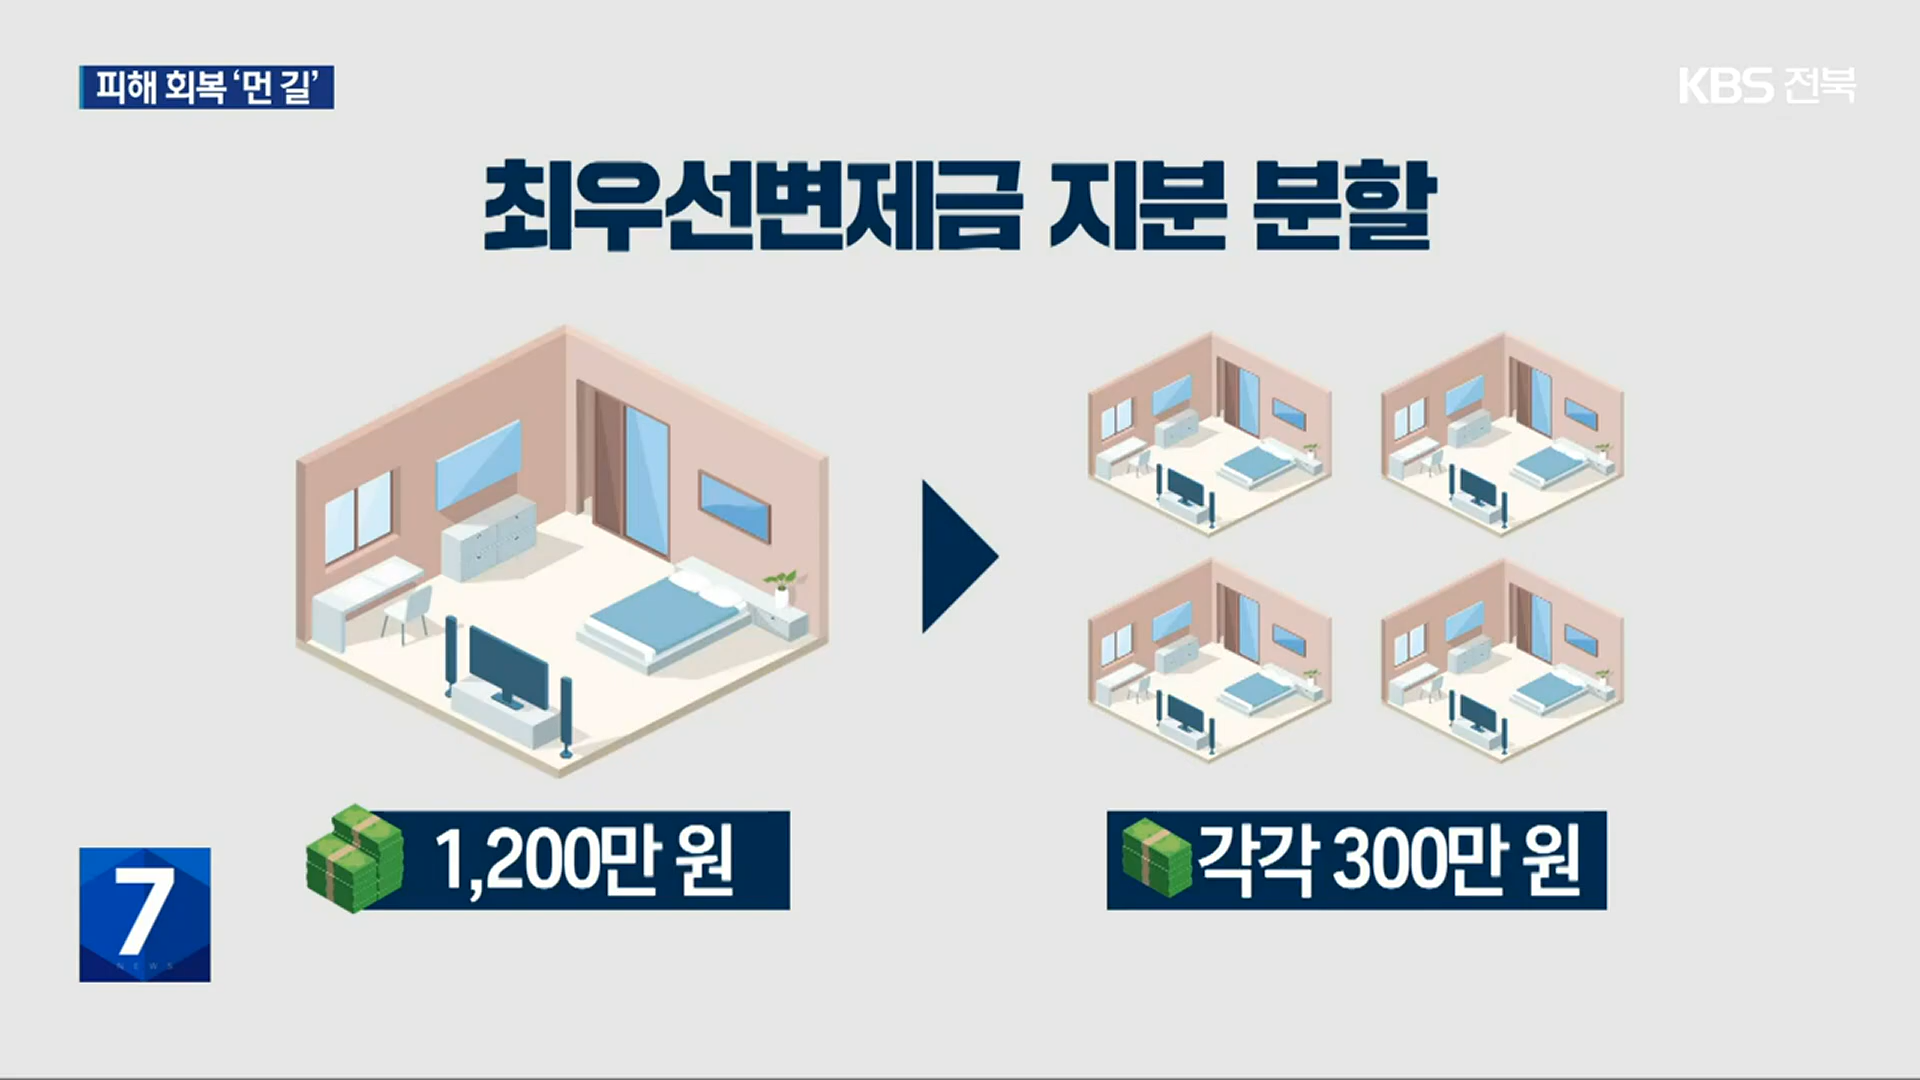 피해 회복 ‘먼 길’
KBS 전북
최우선변제금 지분 분할
1,200만 원
각각 300만 원
7
NEWS